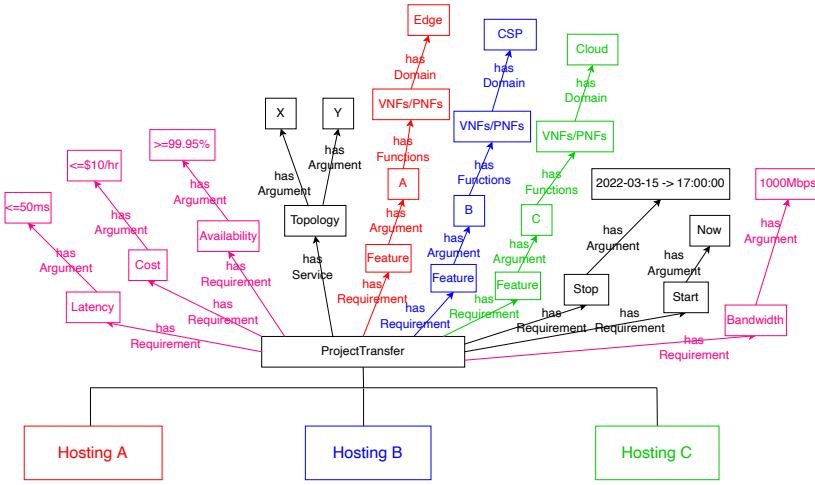 Edge
CSP
Cloud
has
Domain
has
Domain
has
Domain
VNFs/PNFs
VNFs/PNFs
VNFs/PNFs
X
Y
>=99.95%
<=$10/hr
<=50ms
has
Argument
has
Argument
has
Argument
has
Argument
has
Argument
has
Functions
has
Functions
has
Functions
A
B
C
2022-03-15 -> 17:00:00
1000Mbps
Topology
Availability
Cost
Latency
has
Argument
has
Argument
has
Argument
has
Argument
has
Argument
has
Argument
Now
Feature
Feature
Feature
Stop
Start
Bandwidth
has
Service
has
Requirement
has
Requirement
has
Requirement
has
Requirement
has
Requirement
has
Requirement
has
Requirement
has
Requirement
has
Requirement
ProjectTransfer
Hosting A
Hosting B
Hosting C